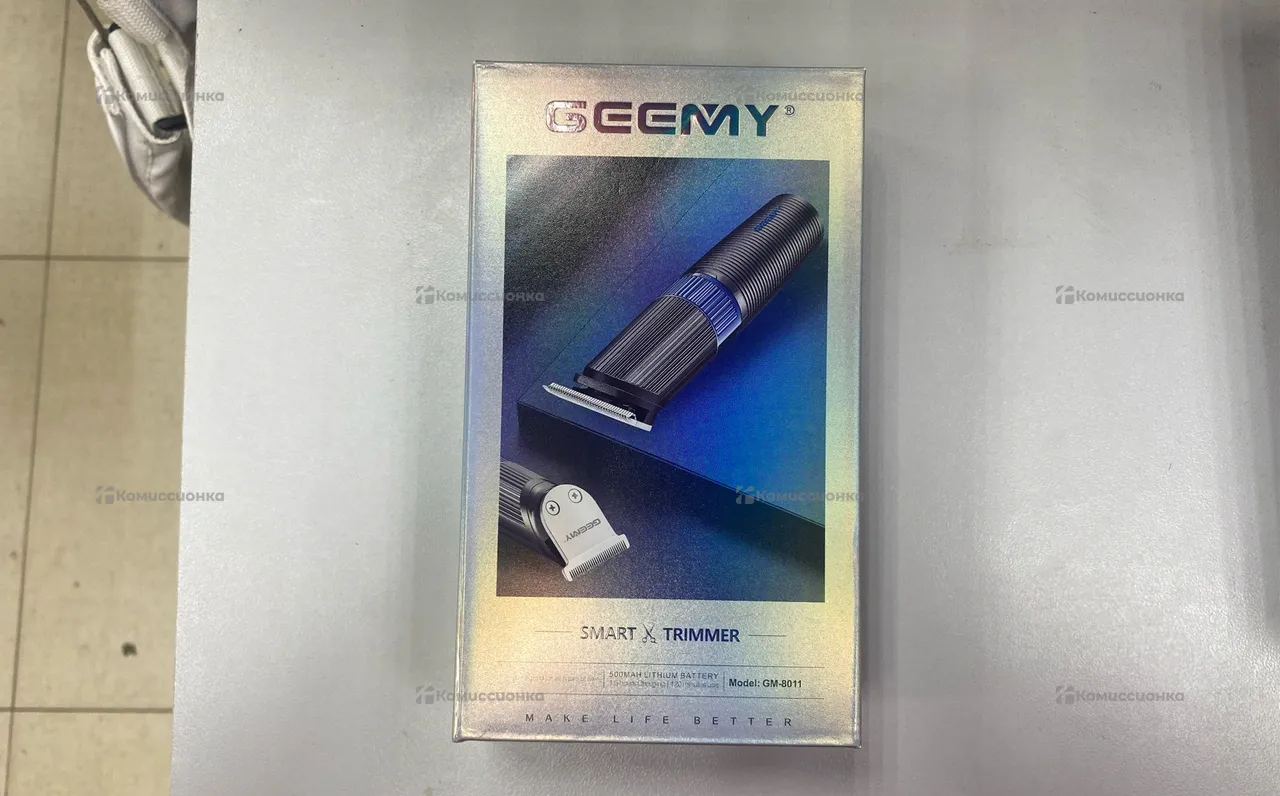 GEEMY®
GEEMY
SMART TRIMMER
500MAH LITHIUM BATTERY
Model: GM-8011
MAKE LIFE BETTER
Комиссионка
Комиссионка
Комиссионка
Комиссионка
Комиссионка
Комиссионка
Комиссионка
Комиссионка